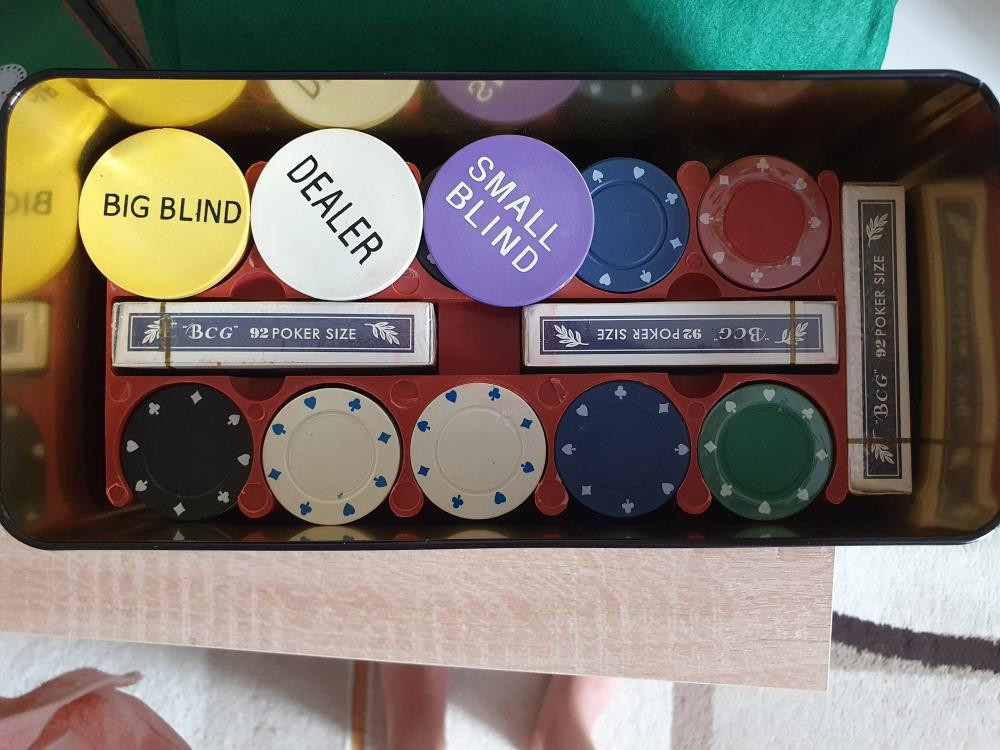 BIG BLIND
DEALER
SMALL
BLIND
"BCG" 92 POKER SIZE
"BCG" 92 POKER SIZE
"BCG" 92 POKER SIZE